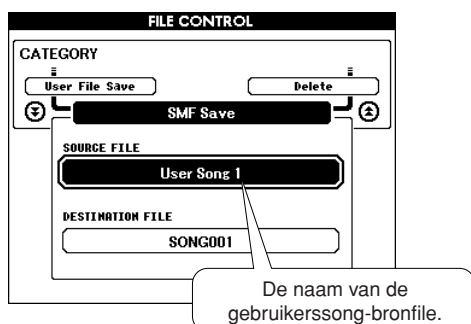 FILE CONTROL
CATEGORY
User File Save
Delete
SMF Save
SOURCE FILE
User Song 1
DESTINATION FILE
SONG001
De naam van de
gebruikerssong-bronfile.